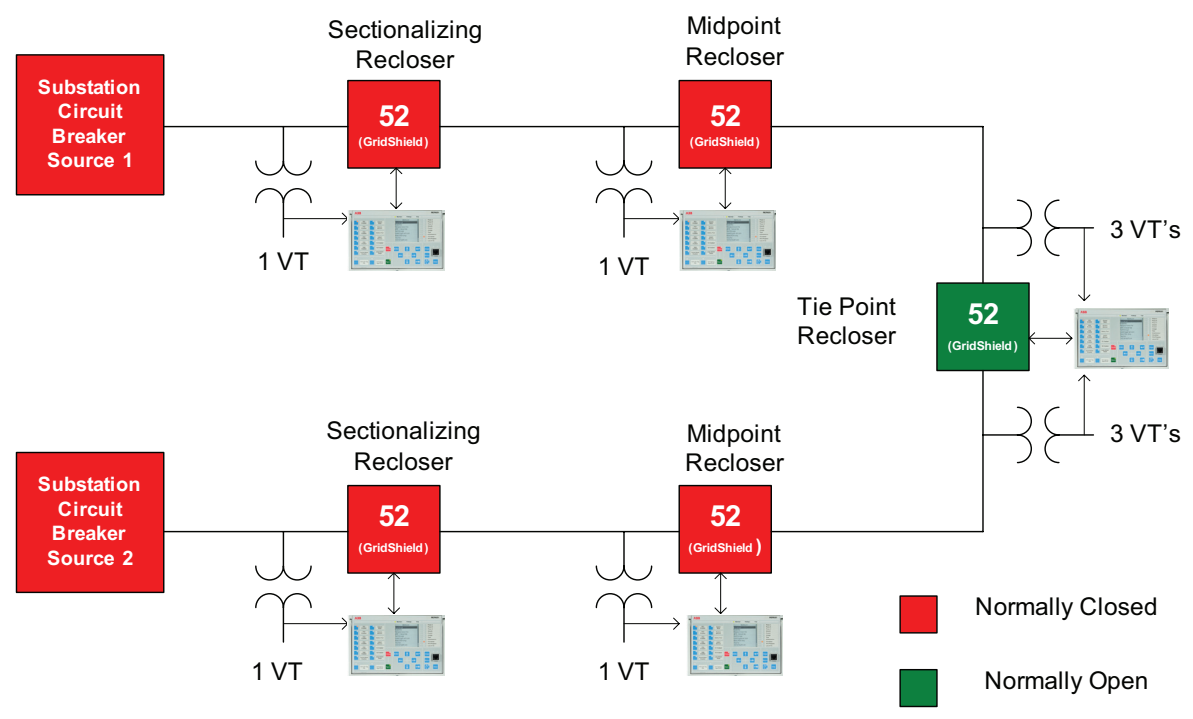 Sectionalizing
Recloser
Midpoint
Recloser
Substation
Circuit
Breaker
Source 1
52
(GridShield)
52
(GridShield)
1 VT
1 VT
3 VT's
Tie Point
Recloser
52
(GridShield)
3 VT's
Sectionalizing
Recloser
Midpoint
Recloser
Substation
Circuit
Breaker
Source 2
52
(GridShield)
52
(GridShield)
1 VT
1 VT
Normally Closed
Normally Open